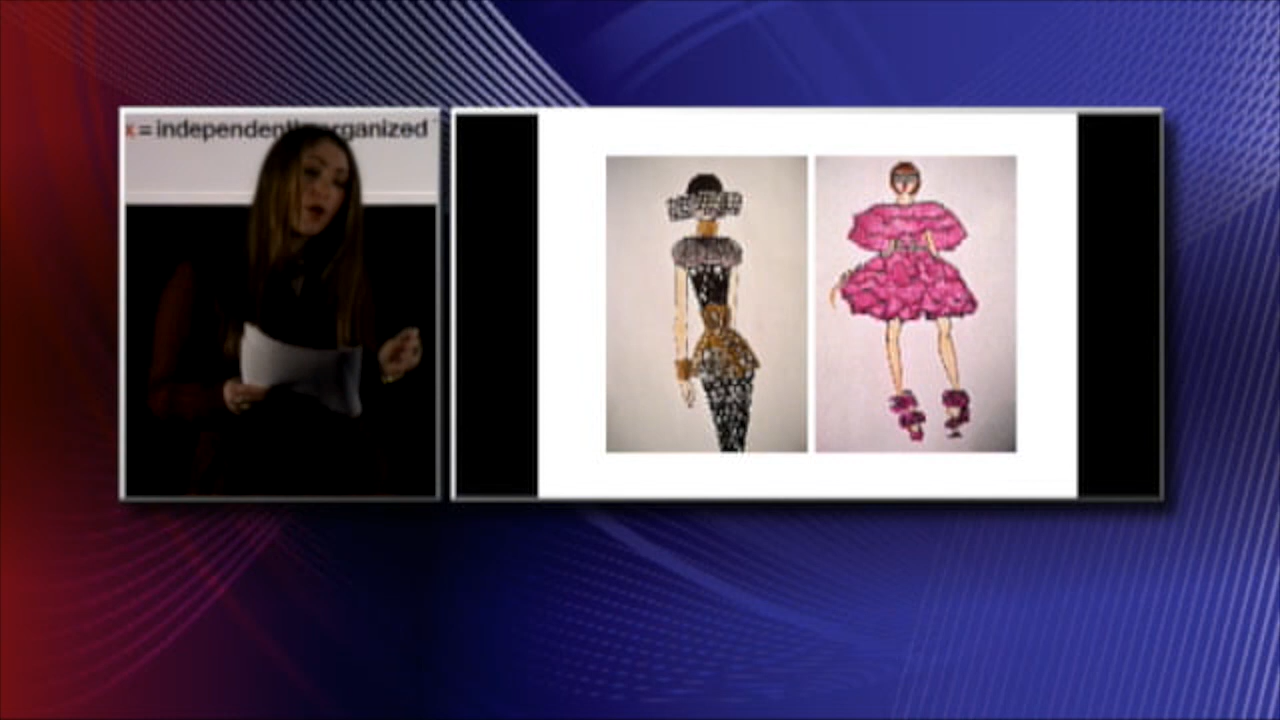 x = independently organized